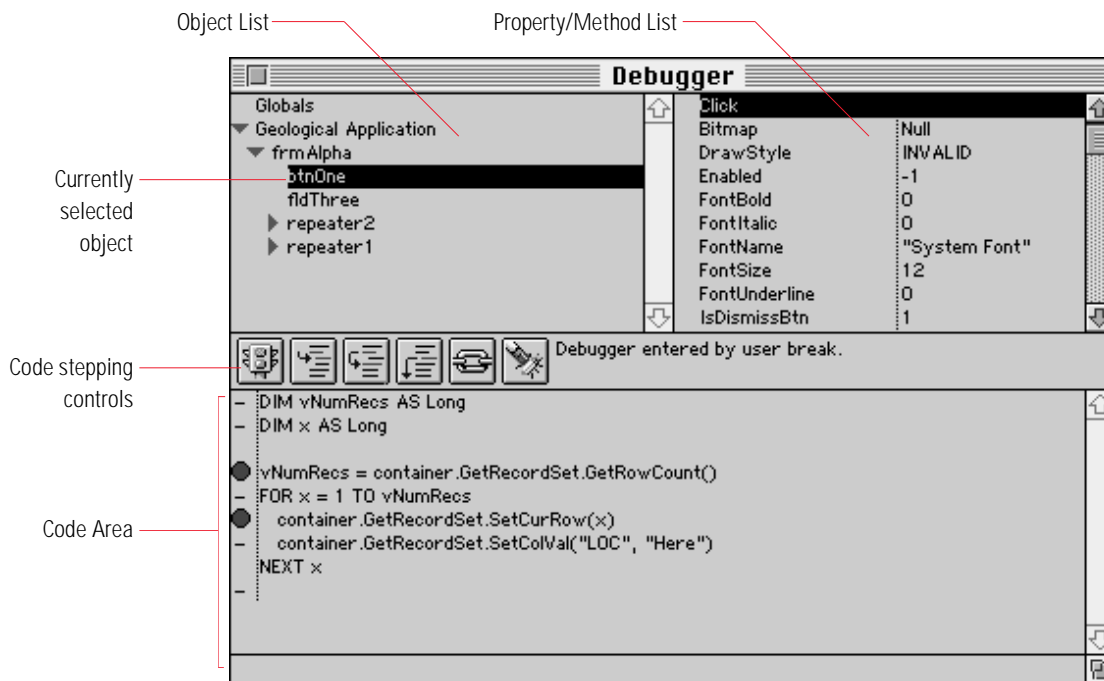 Object List
Property/Method List
Debugger
Globals
Geological Application
frmAlpha
btnOne
fldThree
repeater2
repeater1
Click
Bitmap Null
DrawStyle INVALID
Enabled -1
FontBold 0
FontItalic 0
FontName "System Font"
FontSize 12
FontUnderline 0
IsDismissBtn 1
Currently
selected
object
Code stepping
controls
Debugger entered by user break.
Code Area
DIM vNumRecs AS Long
DIM x AS Long
vNumRecs = container.GetRecordSet.GetRowCount()
FOR x = 1 TO vNumRecs
container.GetRecordSet.SetCurRow(x)
container.GetRecordSet.SetColVal("LOC", "Here")
NEXT x